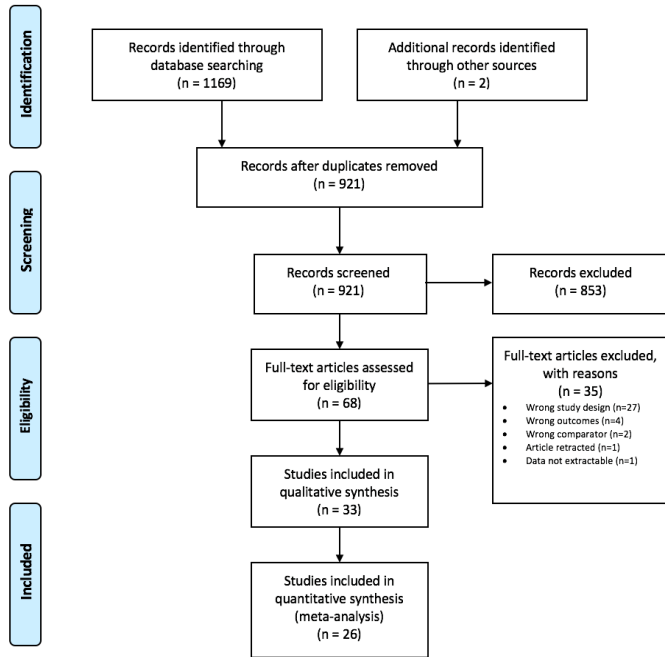 Identification
Records identified through
database searching
(n = 1169)
Additional records identified
through other sources
(n = 2)
Records after duplicates removed
(n = 921)
Screening
Records screened
(n = 921)
Records excluded
(n = 853)
Eligibility
Full-text articles assessed
for eligibility
(n = 68)
Full-text articles excluded,
with reasons
(n = 35)
• Wrong study design (n=27)
• Wrong outcomes (n=4)
• Wrong comparator (n=2)
• Article retracted (n=1)
• Data not extractable (n=1)
Studies included in
qualitative synthesis
(n = 33)
Included
Studies included in
quantitative synthesis
(meta-analysis)
(n = 26)